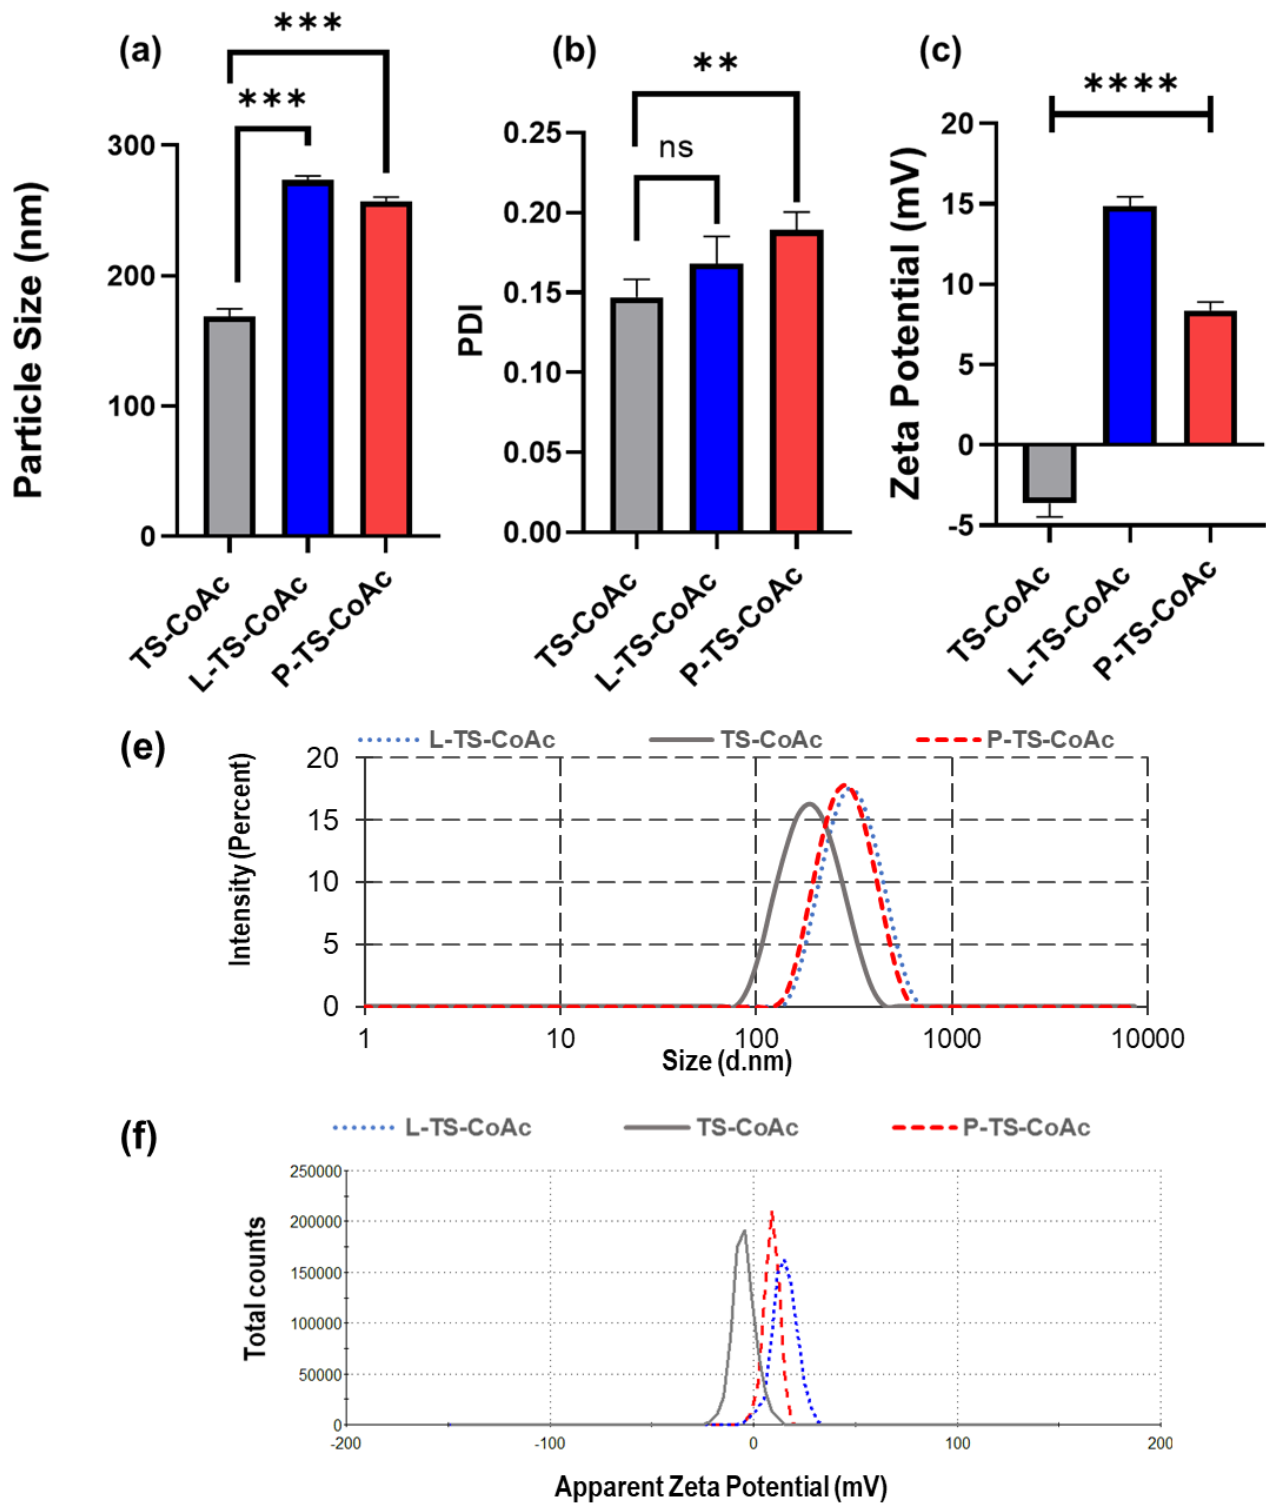 (a)
***
***
Particle Size (nm)
300
200
100
0
TS-CoAc
L-TS-CoAc
P-TS-CoAc
(b)
**
ns
PDI
0.25
0.20
0.15
0.10
0.05
0.00
TS-CoAc
L-TS-CoAc
P-TS-CoAc
(c)
****
Zeta Potential (mV)
20
15
10
5
0
-5
TS-CoAc
L-TS-CoAc
P-TS-CoAc
(e)
L-TS-CoAc TS-CoAc P-TS-CoAc
Intensity (Percent)
20
15
10
5
0
1 10 100 1000 10000
Size (d.nm)
(f)
L-TS-CoAc TS-CoAc P-TS-CoAc
Total counts
250000
200000
150000
100000
50000
0
-200 -100 0 100 200
Apparent Zeta Potential (mV)